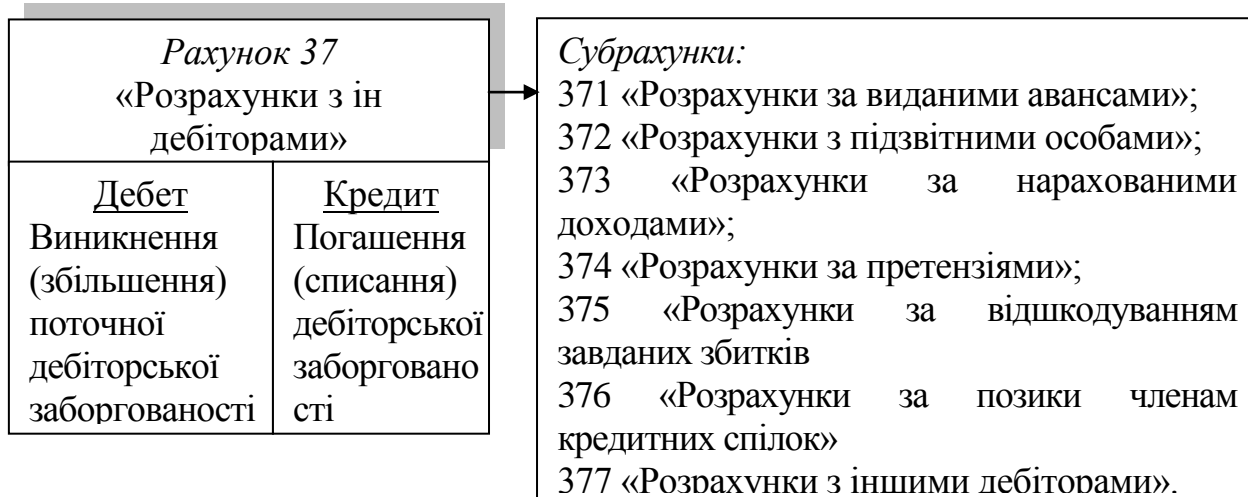 Рахунок 37
«Розрахунки з ін
дебіторами»
Дебет
Виникнення
(збільшення)
поточної
дебіторської
заборгованості
Кредит
Погашення
(списання)
дебіторської
заборговано
сті
Субрахунки:
371 «Розрахунки за виданими авансами»;
372 «Розрахунки з підзвітними особами»;
373 «Розрахунки за нарахованими
доходами»;
374 «Розрахунки за претензіями»;
375 «Розрахунки за відшкодуванням
завданих збитків
376 «Розрахунки за позики членам
кредитних спілок»
377 «Розрахунки з іншими дебіторами».